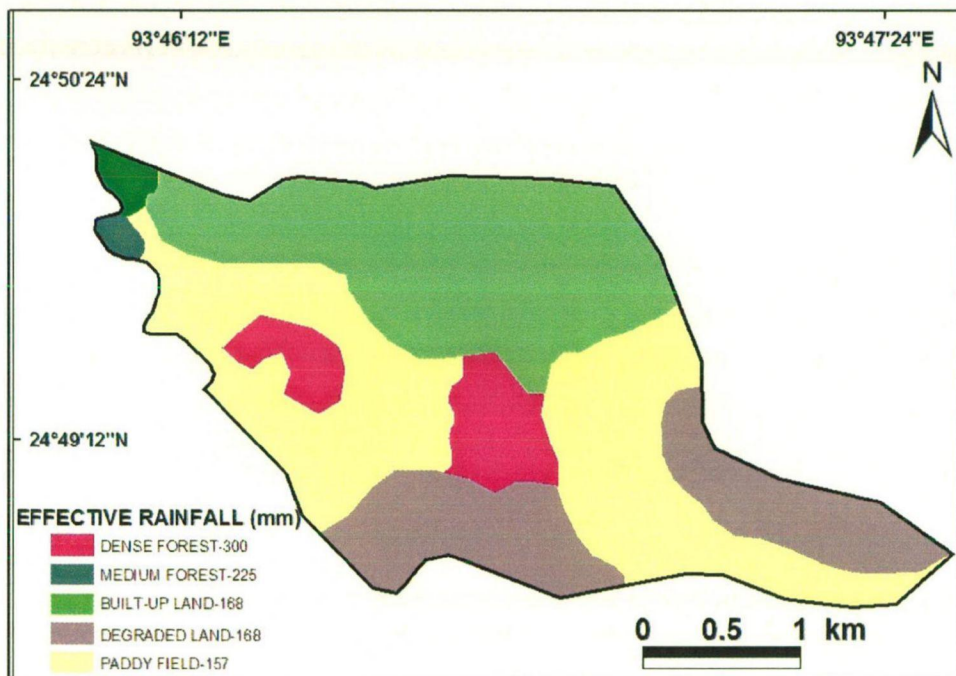 93°46'12"E 93°47'24"E
24°50'24"N
N
24°49'12"N
EFFECTIVE RAINFALL (mm)
DENSE FOREST-300
MEDIUM FOREST-225
BUILT-UP LAND-168
DEGRADED LAND-168
PADDY FIELD-157
0 0.5 1 km